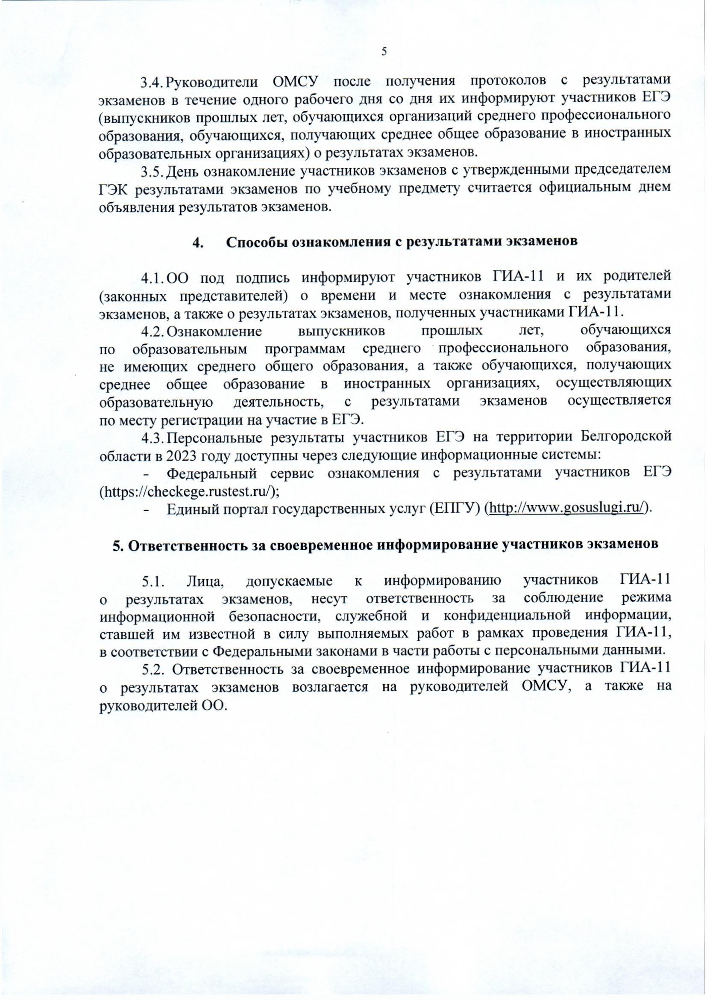 5
3.4. Руководители ОМСУ после получения протоколов с результатами
экзаменов в течение одного рабочего дня со дня их информируют участников ЕГЭ
(выпускников прошлых лет, обучающихся организаций среднего профессионального
образования, обучающихся, получающих среднее общее образование в иностранных
образовательных организациях) о результатах экзаменов.
3.5. День ознакомление участников экзаменов с утвержденными председателем
ГЭК результатами экзаменов по учебному предмету считается официальным днем
объявления результатов экзаменов.
4. Способы ознакомления с результатами экзаменов
4.1. ОО под подпись информируют участников ГИА-11 и их родителей
(законных представителей) о времени и месте ознакомления с результатами
экзаменов, а также о результатах экзаменов, полученных участниками ГИА-11.
4.2. Ознакомление выпускников прошлых лет, обучающихся
по образовательным программам среднего профессионального образования,
не имеющих среднего общего образования, а также обучающихся, получающих
среднее общее образование в иностранных организациях, осуществляющих
образовательную деятельность, с результатами экзаменов осуществляется
по месту регистрации на участие в ЕГЭ.
4.3. Персональные результаты участников ЕГЭ на территории Белгородской
области в 2023 году доступны через следующие информационные системы:
- Федеральный сервис ознакомления с результатами участников ЕГЭ
(https://checkege.rustest.ru/);
- Единый портал государственных услуг (ЕПГУ) (http://www.gosuslugi.ru/).
5. Ответственность за своевременное информирование участников экзаменов
5.1. Лица, допускаемые к информированию участников ГИА-11
о результатах экзаменов, несут ответственность за соблюдение режима
информационной безопасности, служебной и конфиденциальной информации,
ставшей им известной в силу выполняемых работ в рамках проведения ГИА-11,
в соответствии с Федеральными законами в части работы с персональными данными.
5.2. Ответственность за своевременное информирование участников ГИА-11
о результатах экзаменов возлагается на руководителей ОМСУ, а также на
руководителей ОО.